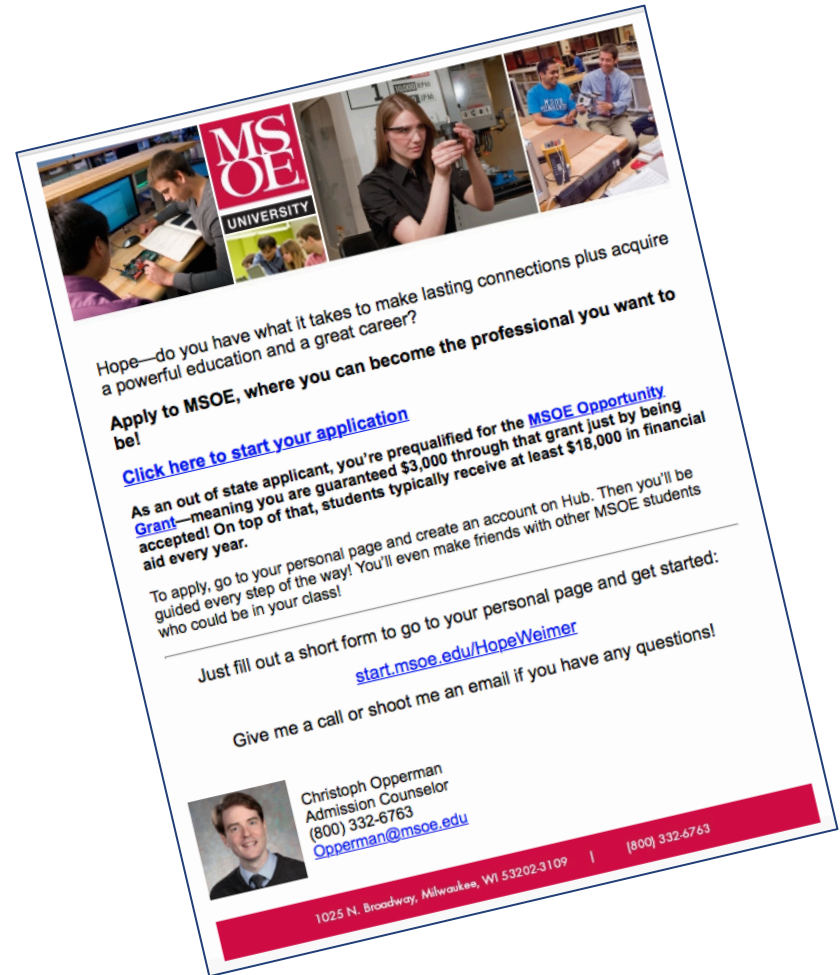 MS
OE
UNIVERSITY
Hope—do you have what it takes to make lasting connections plus acquire
a powerful education and a great career?
Apply to MSOE, where you can become the professional you want to
be!
Click here to start your application
As an out of state applicant, you're prequalified for the MSOE Opportunity
Grant—meaning you are guaranteed $3,000 through that grant just by being
accepted! On top of that, students typically receive at least $18,000 in financial
aid every year.
To apply, go to your personal page and create an account on Hub. Then you'll be
guided every step of the way! You'll even make friends with other MSOE students
who could be in your class!
Just fill out a short form to go to your personal page and get started:
start.msoe.edu/HopeWeimer
Give me a call or shoot me an email if you have any questions!
Christoph Opperman
Admission Counselor
(800) 332-6763
Opperman@msoe.edu
1025 N. Broadway, Milwaukee, WI 53202-3109 | (800) 332-6763